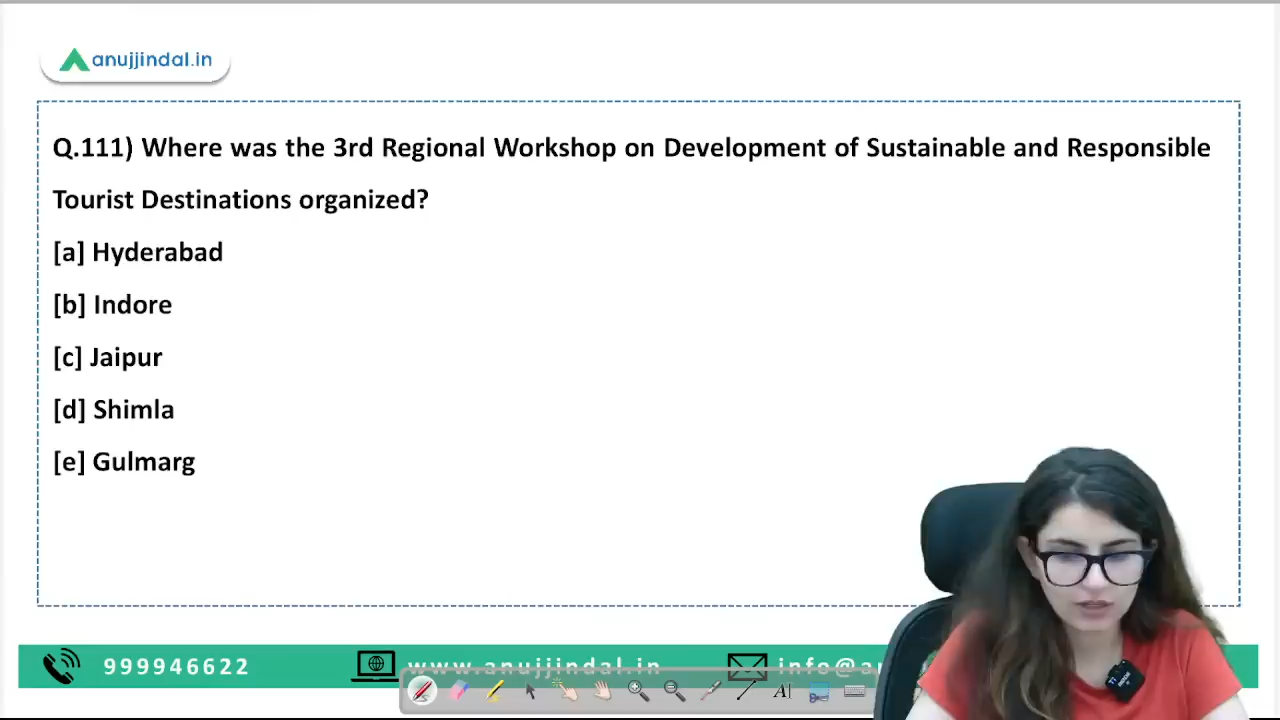 anujjindal.in
Q.111) Where was the 3rd Regional Workshop on Development of Sustainable and Responsible
Tourist Destinations organized?
[a] Hyderabad
[b] Indore
[c] Jaipur
[d] Shimla
[e] Gulmarg
999946622
www.anujjindal.in
A